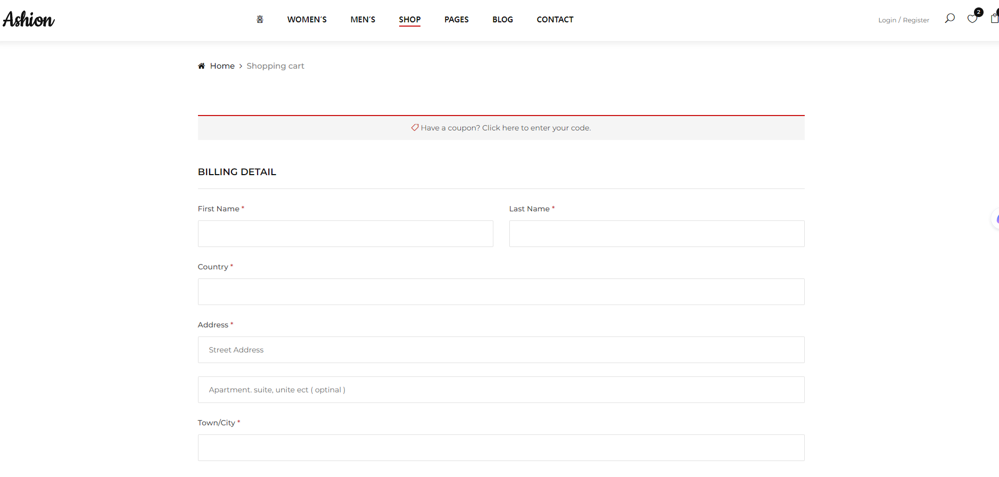 Ashion
홈 WOMEN'S MEN'S SHOP PAGES BLOG CONTACT
Login / Register
2
Home > Shopping cart
Have a coupon? Click here to enter your code.
BILLING DETAIL
First Name * Last Name *
Country *
Address *
Street Address
Apartment. suite, unite ect ( optinal )
Town/City *